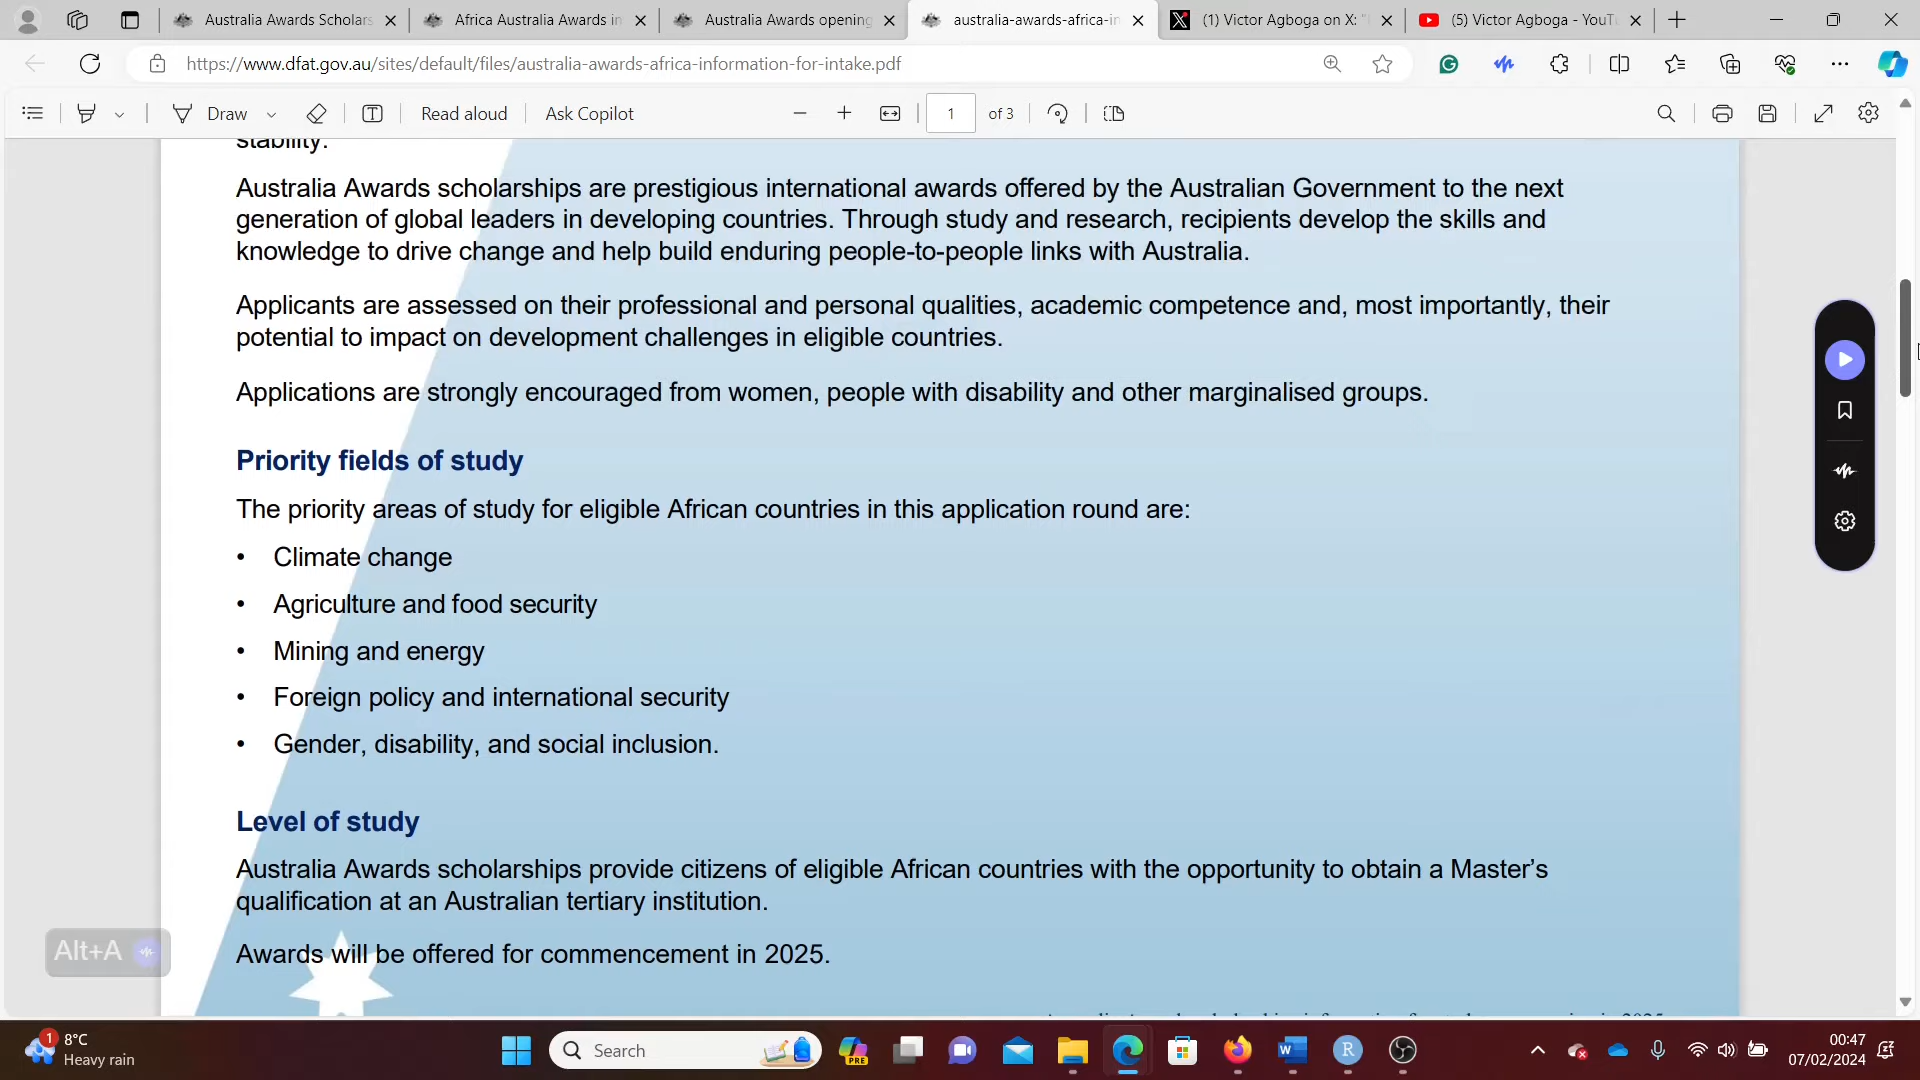 Australia Awards Scholars
Africa Australia Awards in
Australia Awards opening
australia-awards-africa-in
(1) Victor Agboga on X: "
(5) Victor Agboga - YouTu
https://www.dfat.gov.au/sites/default/files/australia-awards-africa-information-for-intake.pdf
Draw
Read aloud
Ask Copilot
1
of 3
stability.
Australia Awards scholarships are prestigious international awards offered by the Australian Government to the next
generation of global leaders in developing countries. Through study and research, recipients develop the skills and
knowledge to drive change and help build enduring people-to-people links with Australia.
Applicants are assessed on their professional and personal qualities, academic competence and, most importantly, their
potential to impact on development challenges in eligible countries.
Applications are strongly encouraged from women, people with disability and other marginalised groups.
Priority fields of study
The priority areas of study for eligible African countries in this application round are:
• Climate change
• Agriculture and food security
• Mining and energy
• Foreign policy and international security
• Gender, disability, and social inclusion.
Level of study
Australia Awards scholarships provide citizens of eligible African countries with the opportunity to obtain a Master's
qualification at an Australian tertiary institution.
Awards will be offered for commencement in 2025.
Alt+A
1
8°C
Heavy rain
Search
PRE
00:47
07/02/2024